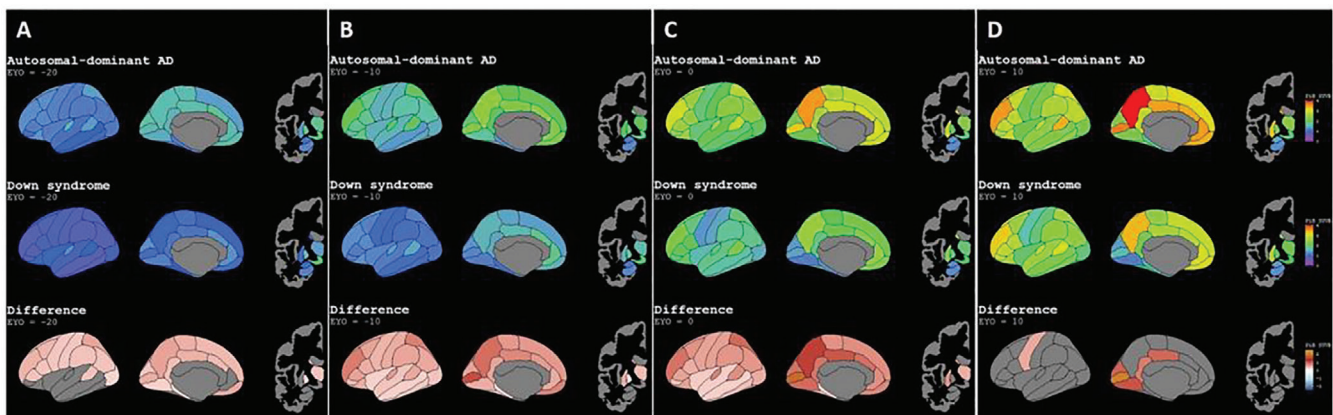 A
Autosomal-dominant AD
EYO = -20
Down syndrome
EYO = -20
Difference
EYO = -20
B
Autosomal-dominant AD
EYO = -10
Down syndrome
EYO = -10
Difference
EYO = -10
C
Autosomal-dominant AD
EYO = 0
Down syndrome
EYO = 0
Difference
EYO = 0
D
Autosomal-dominant AD
EYO = 10
Down syndrome
EYO = 10
Difference
EYO = 10